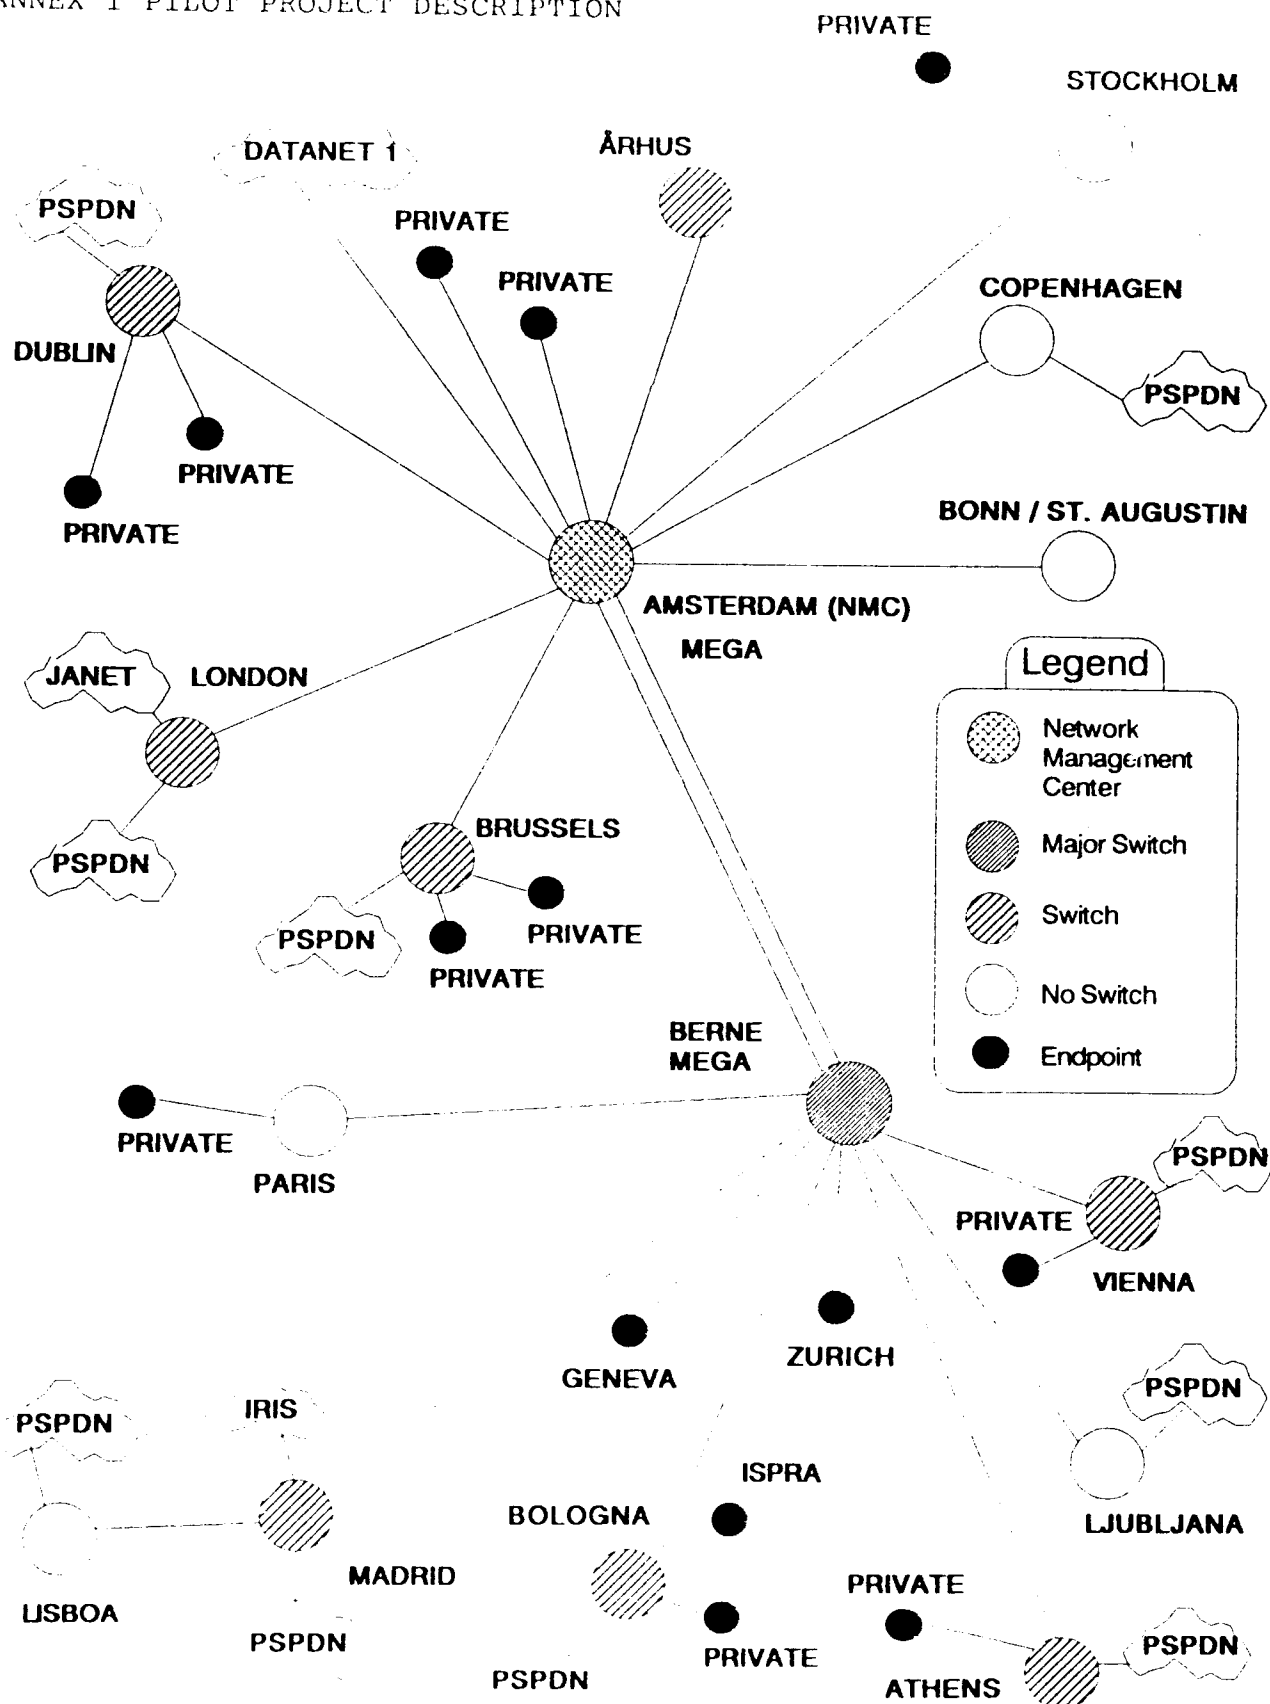 ANNEX 1 PILOT PROJECT DESCRIPTION
PRIVATE
STOCKHOLM
DATANET 1
ÅRHUS
PSPDN
PRIVATE
PRIVATE
COPENHAGEN
DUBLIN
PSPDN
PRIVATE
PRIVATE
BONN / ST. AUGUSTIN
AMSTERDAM (NMC)
MEGA
JANET
LONDON
Legend
Network
Management
Center
Major Switch
Switch
No Switch
Endpoint
BRUSSELS
PSPDN
PSPDN
PRIVATE
PRIVATE
BERNE
MEGA
PRIVATE
PARIS
PSPDN
PRIVATE
VIENNA
ZURICH
GENEVA
PSPDN
IRIS
PSPDN
ISPRA
BOLOGNA
LJUBLJANA
MADRID
LISBOA
PRIVATE
PSPDN
PRIVATE
PSPDN
PSPDN
ATHENS